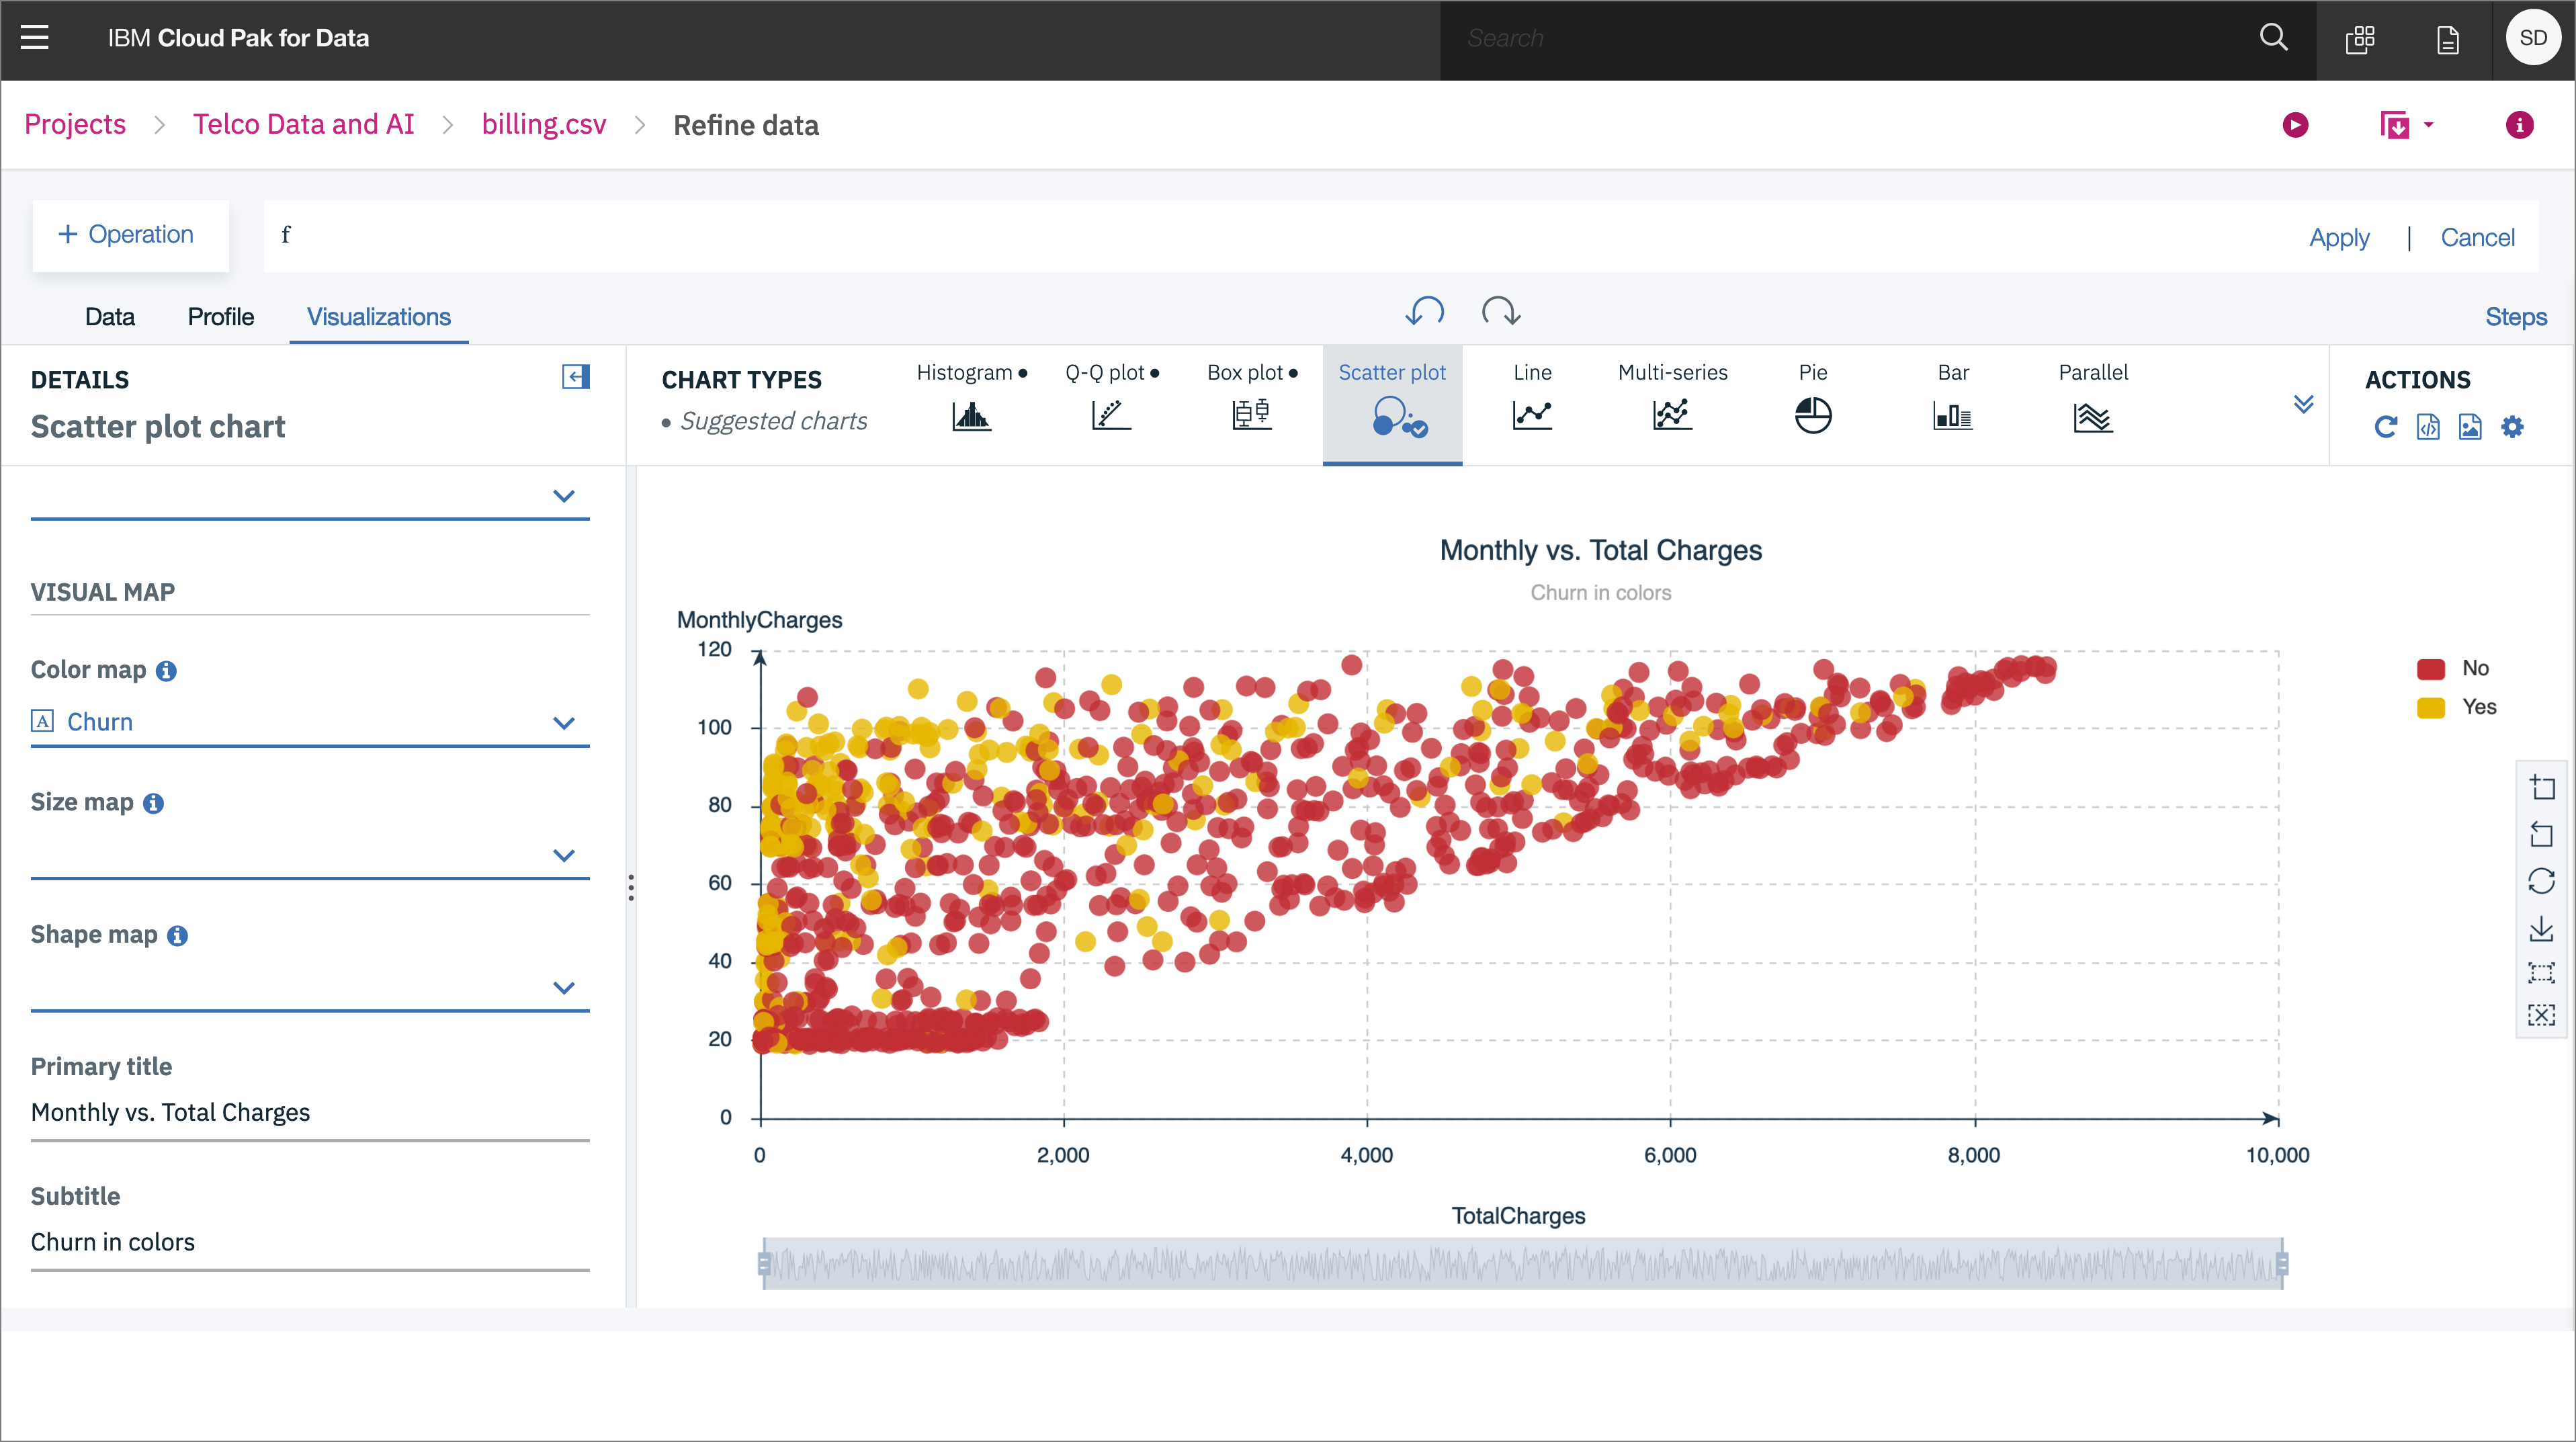 IBM Cloud Pak for Data
Search
SD
Projects > Telco Data and AI > billing.csv > Refine data
+ Operation
f
Apply | Cancel
Data Profile Visualizations
Steps
DETAILS
Scatter plot chart
CHART TYPES
• Suggested charts
Histogram • Q-Q plot • Box plot • Scatter plot Line Multi-series Pie Bar Parallel
ACTIONS
VISUAL MAP
Color map
A Churn
Size map
Shape map
Primary title
Monthly vs. Total Charges
Subtitle
Churn in colors
Monthly vs. Total Charges
Churn in colors
MonthlyCharges
120
100
80
60
40
20
0
0 2,000 4,000 6,000 8,000 10,000
TotalCharges
No
Yes